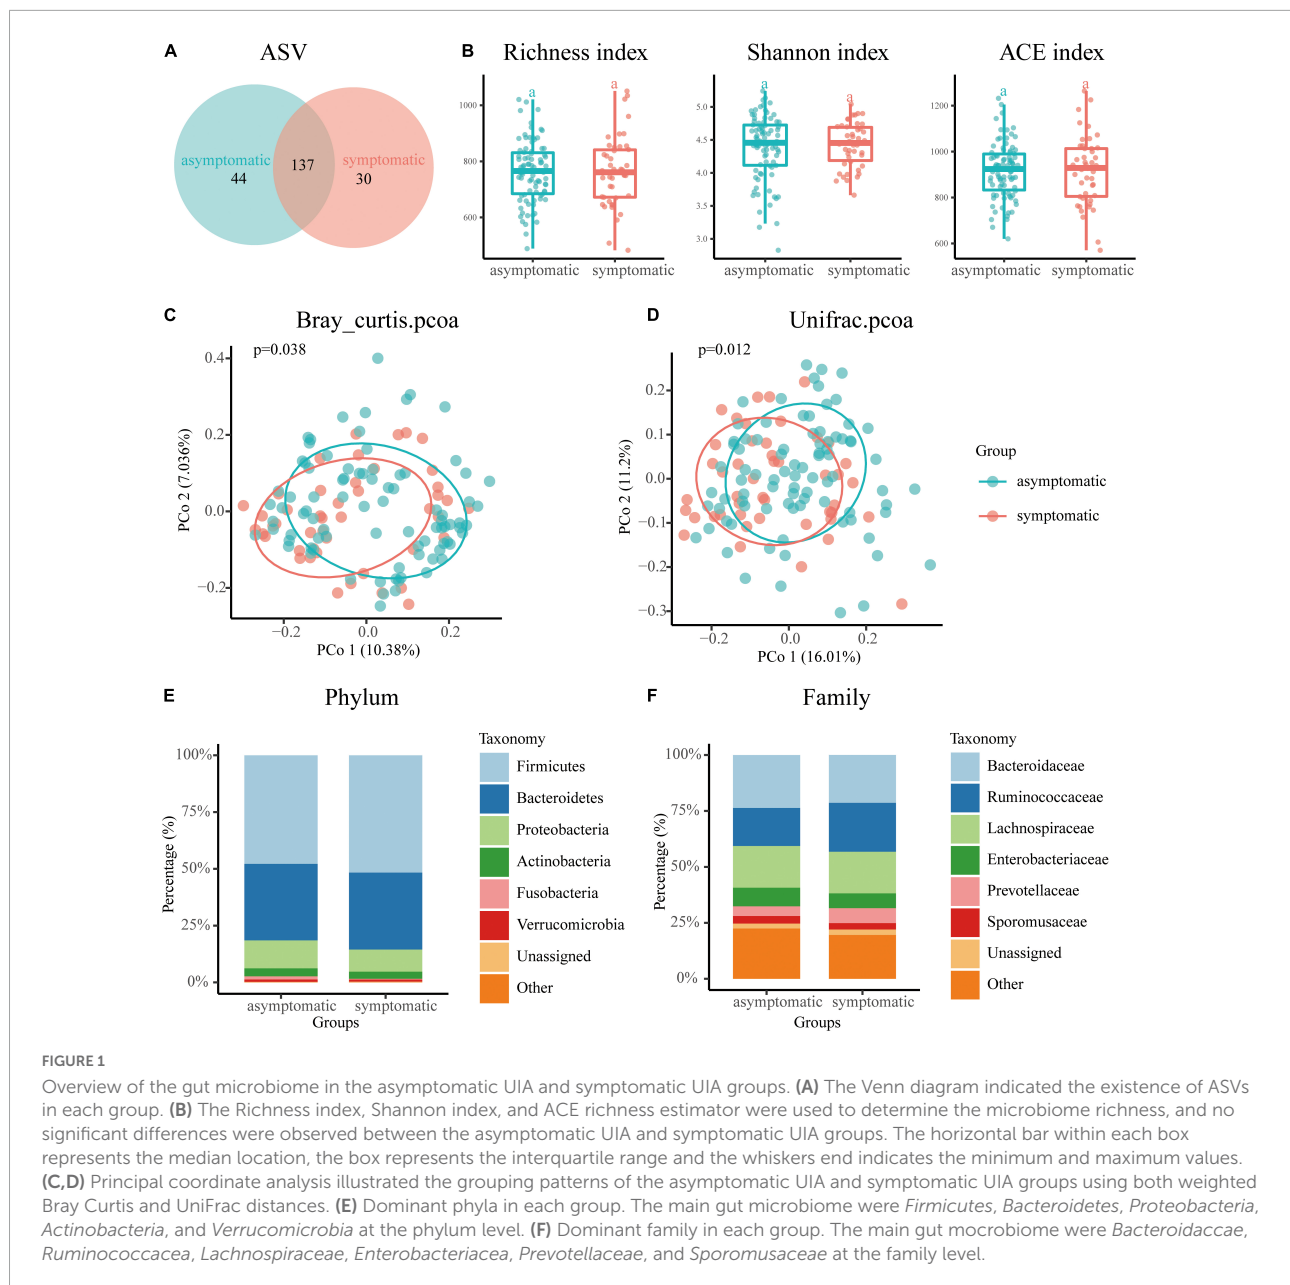 A
ASV
asymptomatic
44
137
symptomatic
30
B
Richness index
a
a
1000
800
600
asymptomatic
symptomatic
Shannon index
a
a
5.0
4.5
4.0
3.5
3.0
asymptomatic
symptomatic
ACE index
a
a
1200
1000
800
600
asymptomatic
symptomatic
C
Bray_curtis.pcoa
p=0.038
0.4
0.2
0.0
−0.2
PCo 2 (7.036%)
−0.2
0.0
0.2
PCo 1 (10.38%)
D
Unifrac.pcoa
p=0.012
0.2
0.1
0.0
−0.1
−0.2
−0.3
PCo 2 (11.2%)
−0.2
0.0
0.2
PCo 1 (16.01%)
Group
asymptomatic
symptomatic
E
Phylum
100%
75%
50%
25%
0%
Percentage (%)
asymptomatic
symptomatic
Groups
Taxonomy
Firmicutes
Bacteroidetes
Proteobacteria
Actinobacteria
Fusobacteria
Verrucomicrobia
Unassigned
Other
F
Family
100%
75%
50%
25%
0%
Percentage (%)
asymptomatic
symptomatic
Groups
Taxonomy
Bacteroidaceae
Ruminococcaceae
Lachnospiraceae
Enterobacteriaceae
Prevotellaceae
Sporomusaceae
Unassigned
Other
FIGURE 1
Overview of the gut microbiome in the asymptomatic UIA and symptomatic UIA groups. (A) The Venn diagram indicated the existence of ASVs
in each group. (B) The Richness index, Shannon index, and ACE richness estimator were used to determine the microbiome richness, and no
significant differences were observed between the asymptomatic UIA and symptomatic UIA groups. The horizontal bar within each box
represents the median location, the box represents the interquartile range and the whiskers end indicates the minimum and maximum values.
(C,D) Principal coordinate analysis illustrated the grouping patterns of the asymptomatic UIA and symptomatic UIA groups using both weighted
Bray Curtis and UniFrac distances. (E) Dominant phyla in each group. The main gut microbiome were Firmicutes, Bacteroidetes, Proteobacteria,
Actinobacteria, and Verrucomicrobia at the phylum level. (F) Dominant family in each group. The main gut mocrobiome were Bacteroidaccae,
Ruminococcacea, Lachnospiraceae, Enterobacteriacea, Prevotellaceae, and Sporomusaceae at the family level.